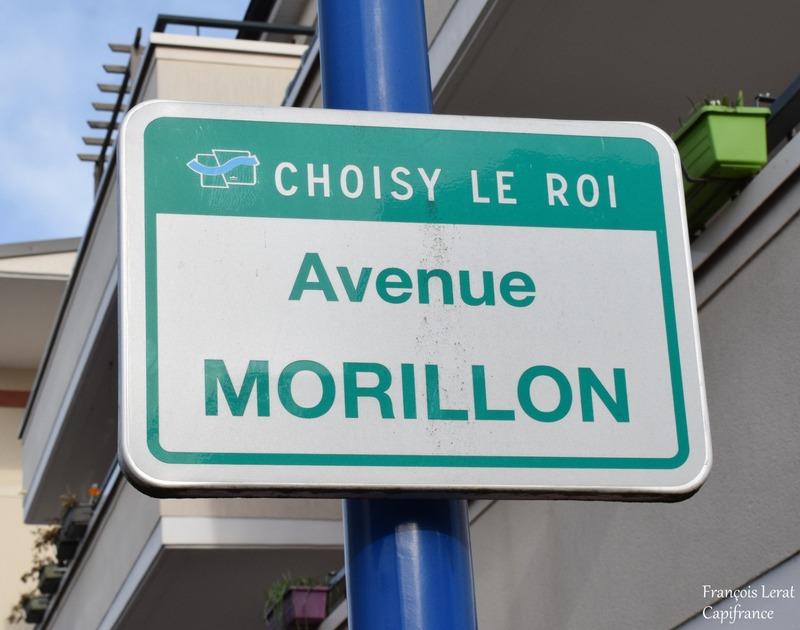 CHOISY LE ROI
Avenue
MORILLON
François Lerat
Capifrance